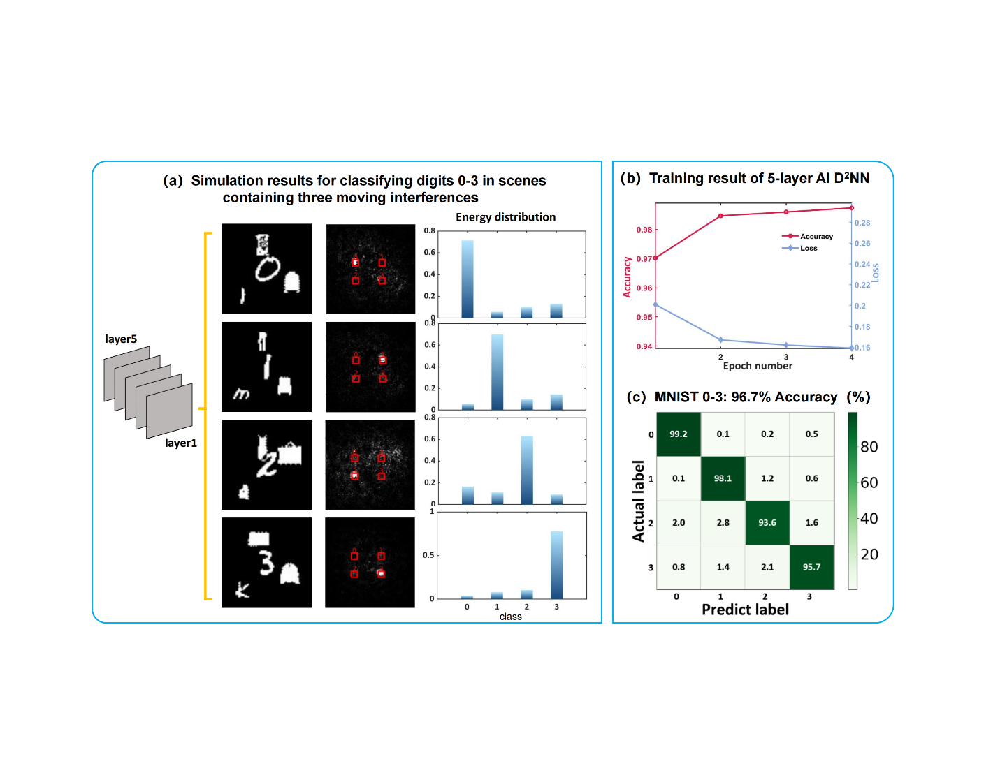 (a) Simulation results for classifying digits 0-3 in scenes
containing three moving interferences
layer5
layer1
Energy distribution
0.8
0.6
0.4
0.2
0
0.8
0.6
0.4
0.2
0
0.8
0.6
0.4
0.2
0
1
0.5
0
0 1 2 3
class
(b) Training result of 5-layer AI D²NN
Accuracy
0.98
0.97
0.96
0.95
0.94
Accuracy
Loss
0.28
0.26
0.24
0.22
0.2
0.18
0.16
Loss
2 3 4
Epoch number
(c) MNIST 0-3: 96.7% Accuracy (%)
Actual label
0 99.2 0.1 0.2 0.5
1 0.1 98.1 1.2 0.6
2 2.0 2.8 93.6 1.6
3 0.8 1.4 2.1 95.7
0 1 2 3
Predict label
80
60
40
20